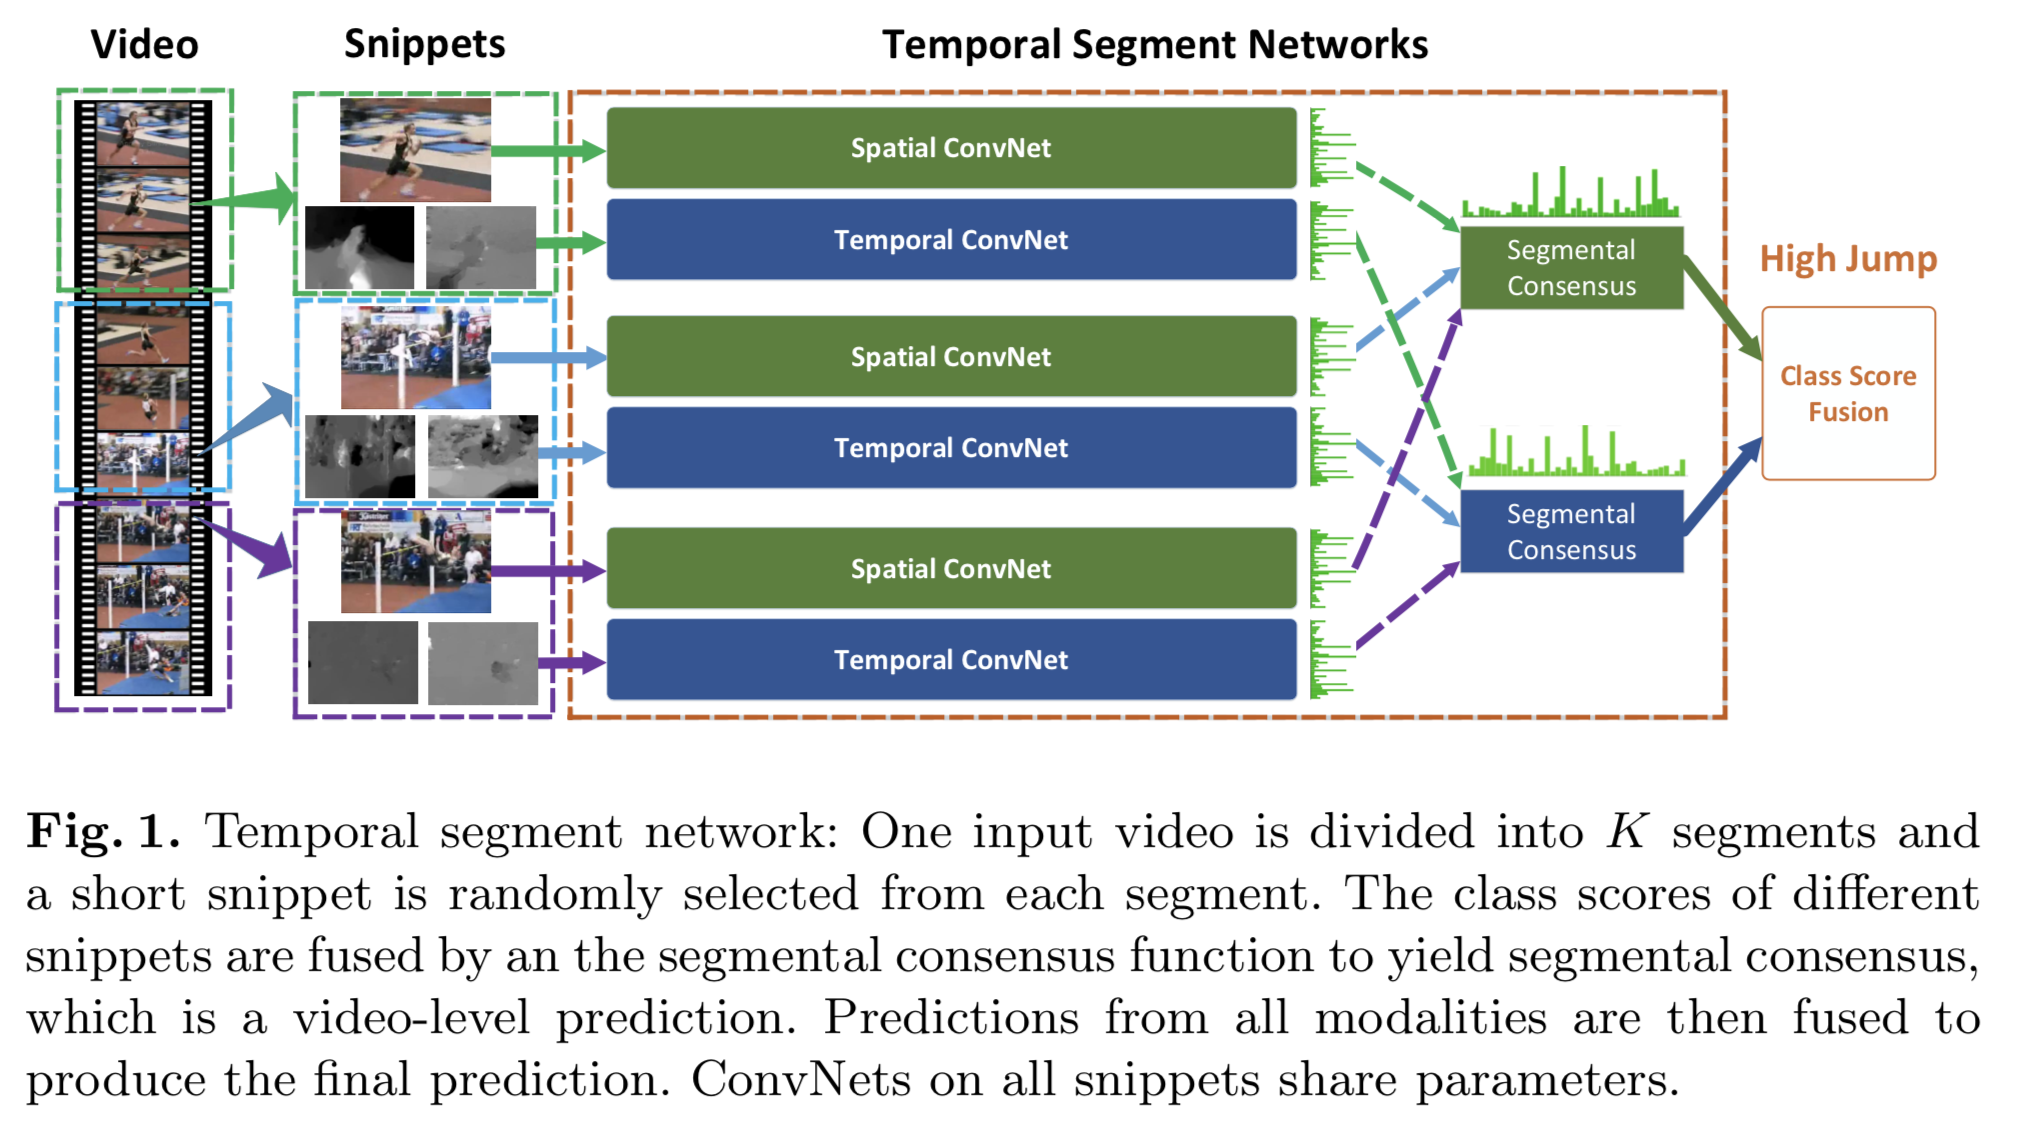 Video
Snippets
Temporal Segment Networks
Spatial ConvNet
Temporal ConvNet
Spatial ConvNet
Temporal ConvNet
Spatial ConvNet
Temporal ConvNet
Segmental
Consensus
Segmental
Consensus
High Jump
Class Score
Fusion
Fig. 1. Temporal segment network: One input video is divided into K segments and
a short snippet is randomly selected from each segment. The class scores of different
snippets are fused by an the segmental consensus function to yield segmental consensus,
which is a video-level prediction. Predictions from all modalities are then fused to
produce the final prediction. ConvNets on all snippets share parameters.